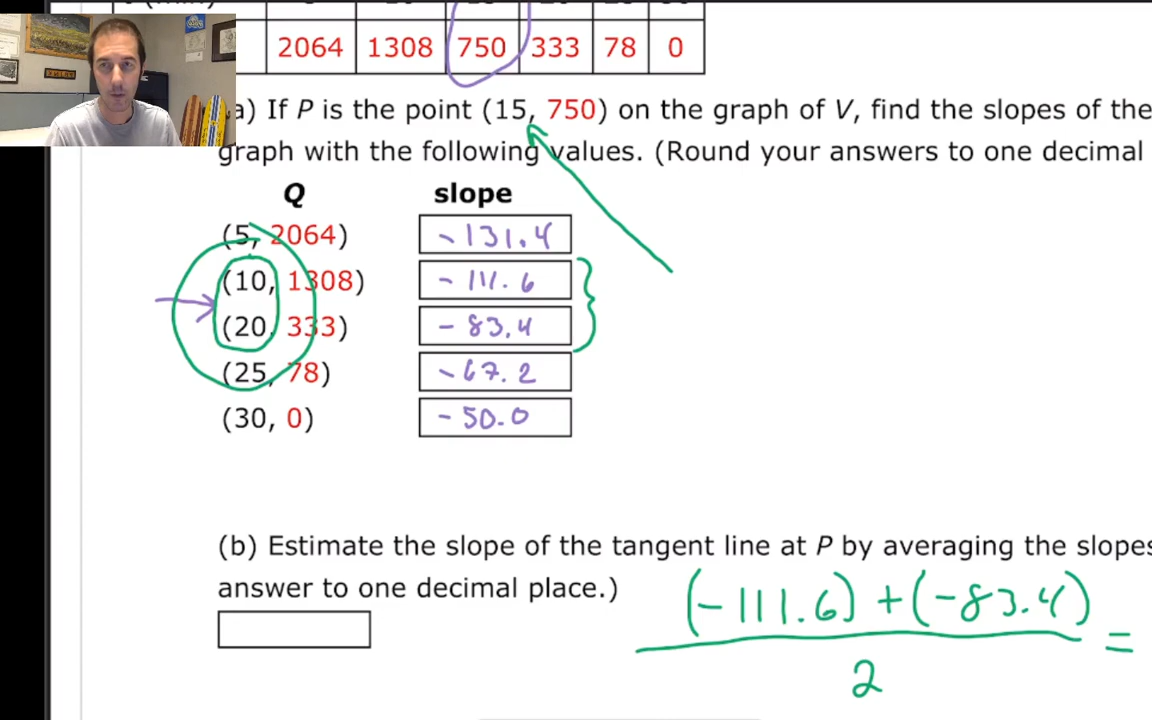 2064 1308 750 333 78 0
a) If P is the point (15, 750) on the graph of V, find the slopes of the
graph with the following values. (Round your answers to one decimal
Q slope
(5, 2064) -131.4
(10, 1308) -111.6
(20, 333) -83.4
(25, 78) -67.2
(30, 0) -50.0
(b) Estimate the slope of the tangent line at P by averaging the slopes
answer to one decimal place.)
(-111.6) + (-83.4)
=
2